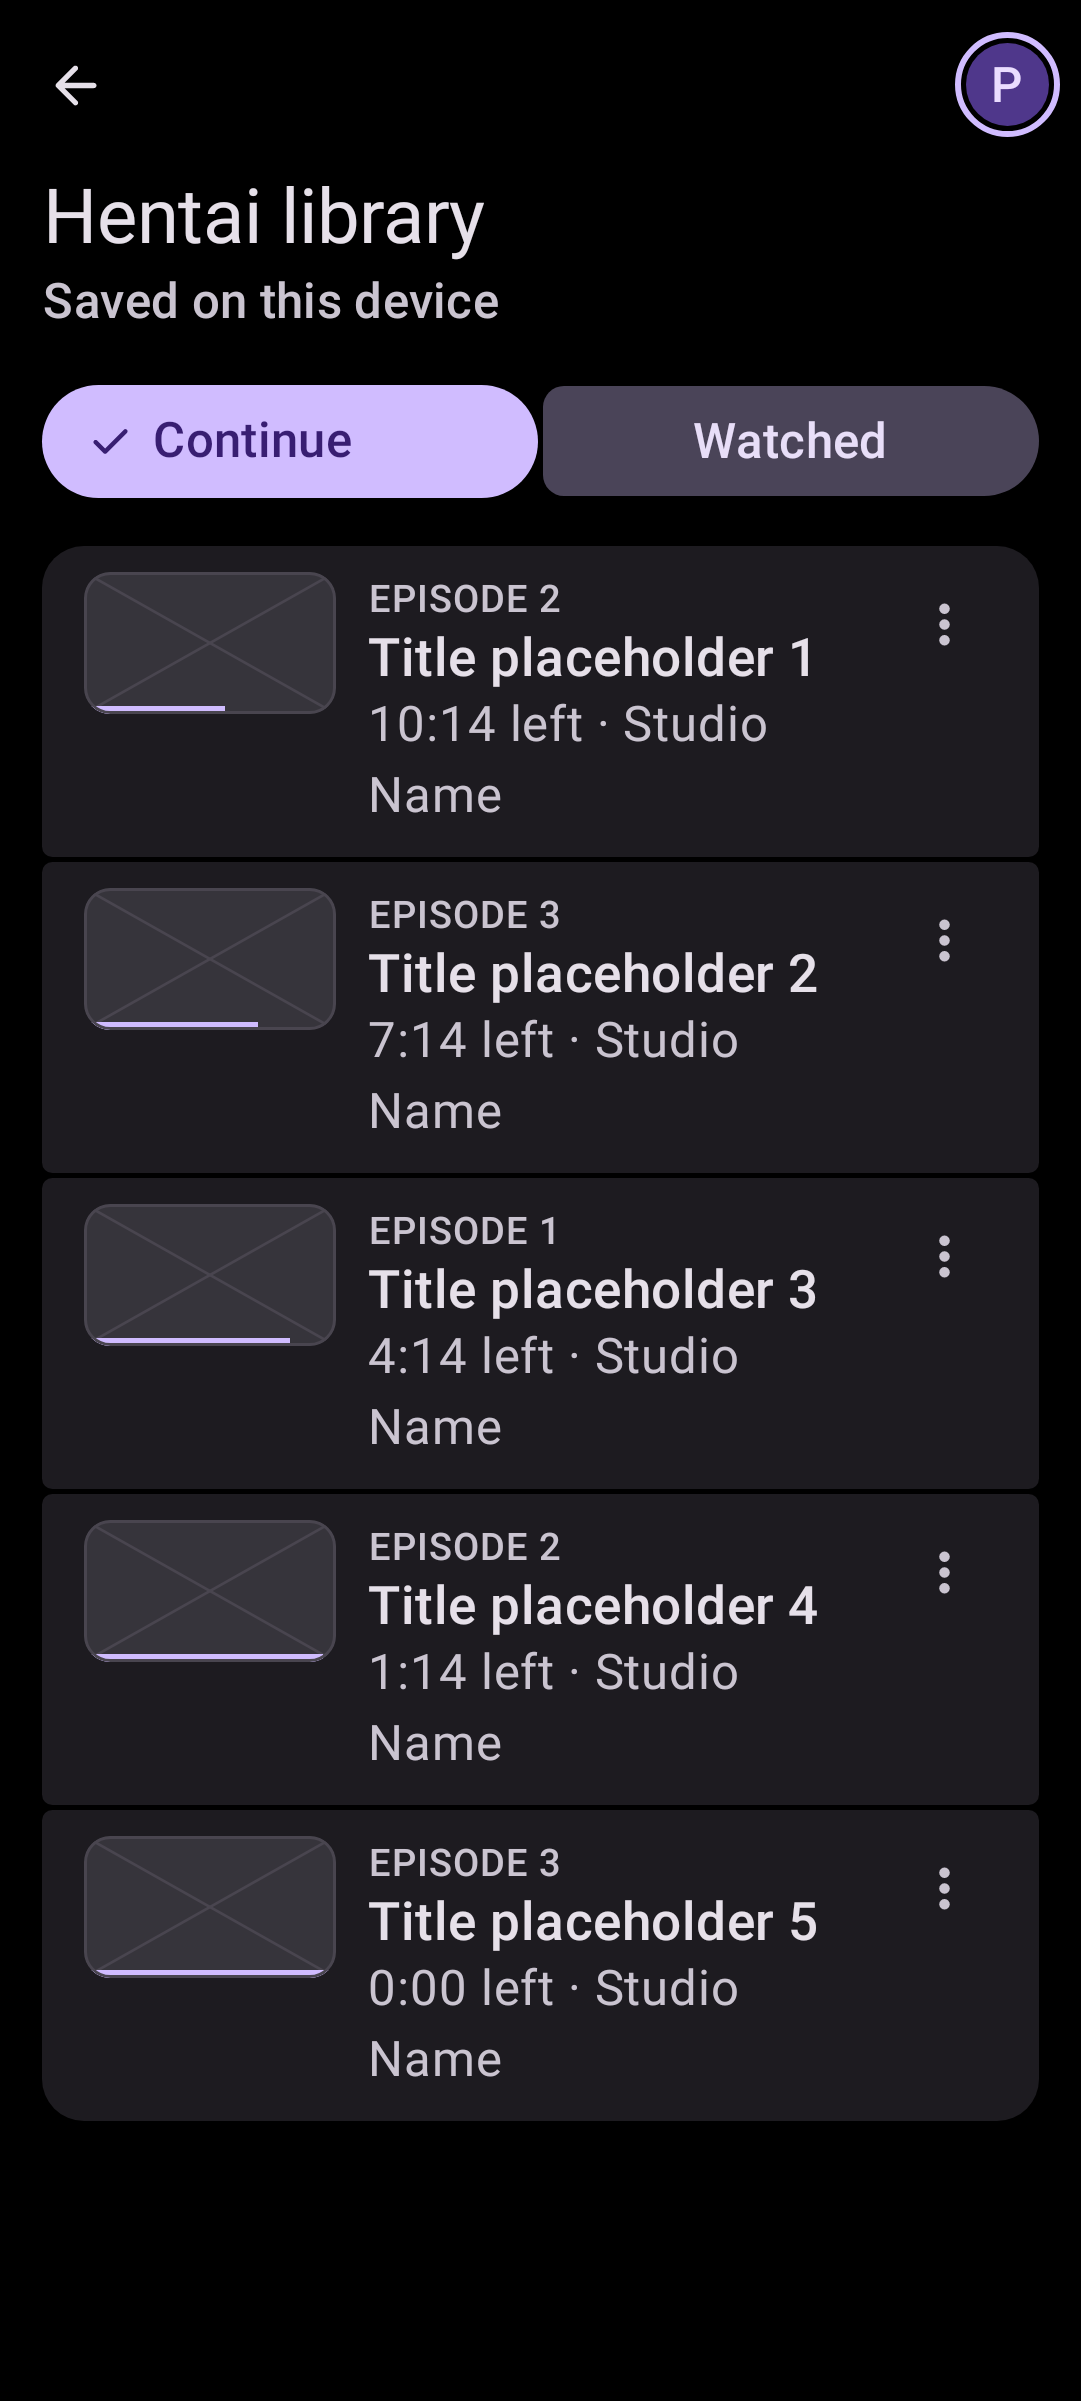 P
Hentai library
Saved on this device
Continue
Watched
EPISODE 2
Title placeholder 1
10:14 left · Studio
Name
EPISODE 3
Title placeholder 2
7:14 left · Studio
Name
EPISODE 1
Title placeholder 3
4:14 left · Studio
Name
EPISODE 2
Title placeholder 4
1:14 left · Studio
Name
EPISODE 3
Title placeholder 5
0:00 left · Studio
Name